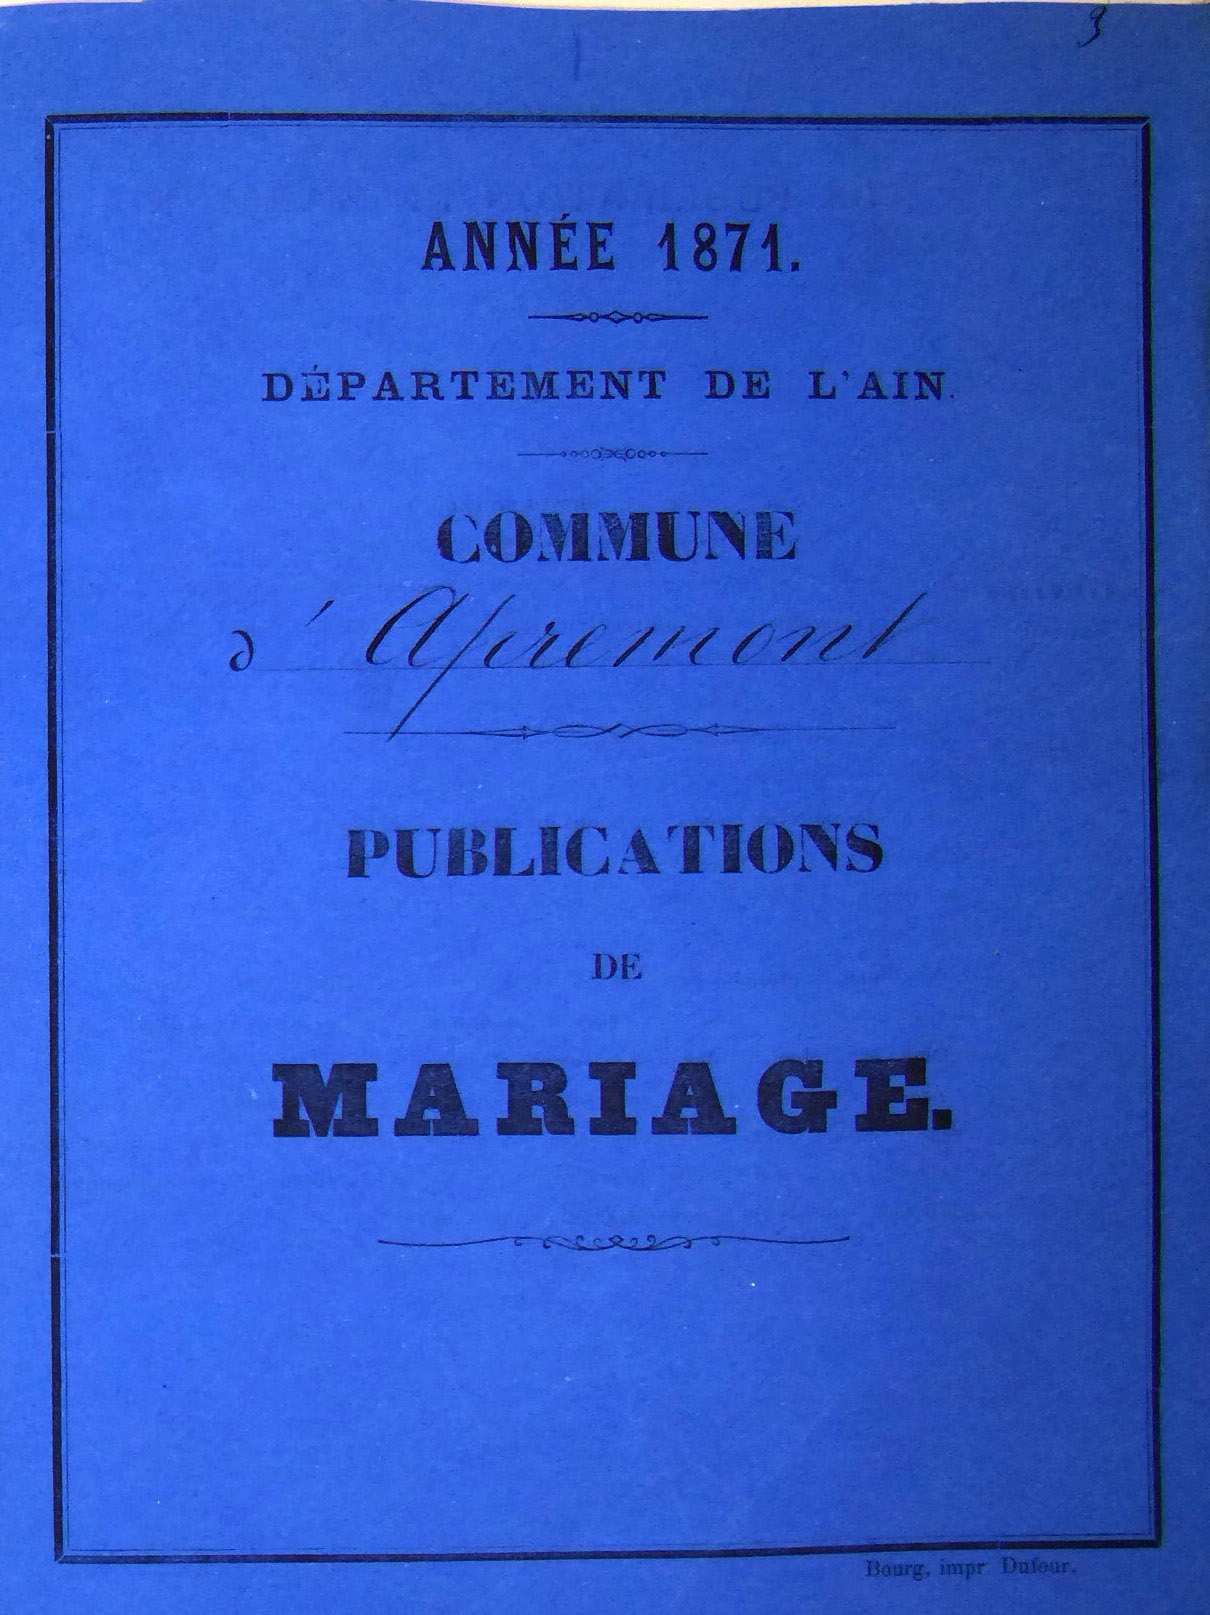 3
ANNÉE 1871.
DÉPARTEMENT DE L'AIN.
COMMUNE
d'Apremont
PUBLICATIONS
DE
MARIAGE.
Bourg, impr Dufour.